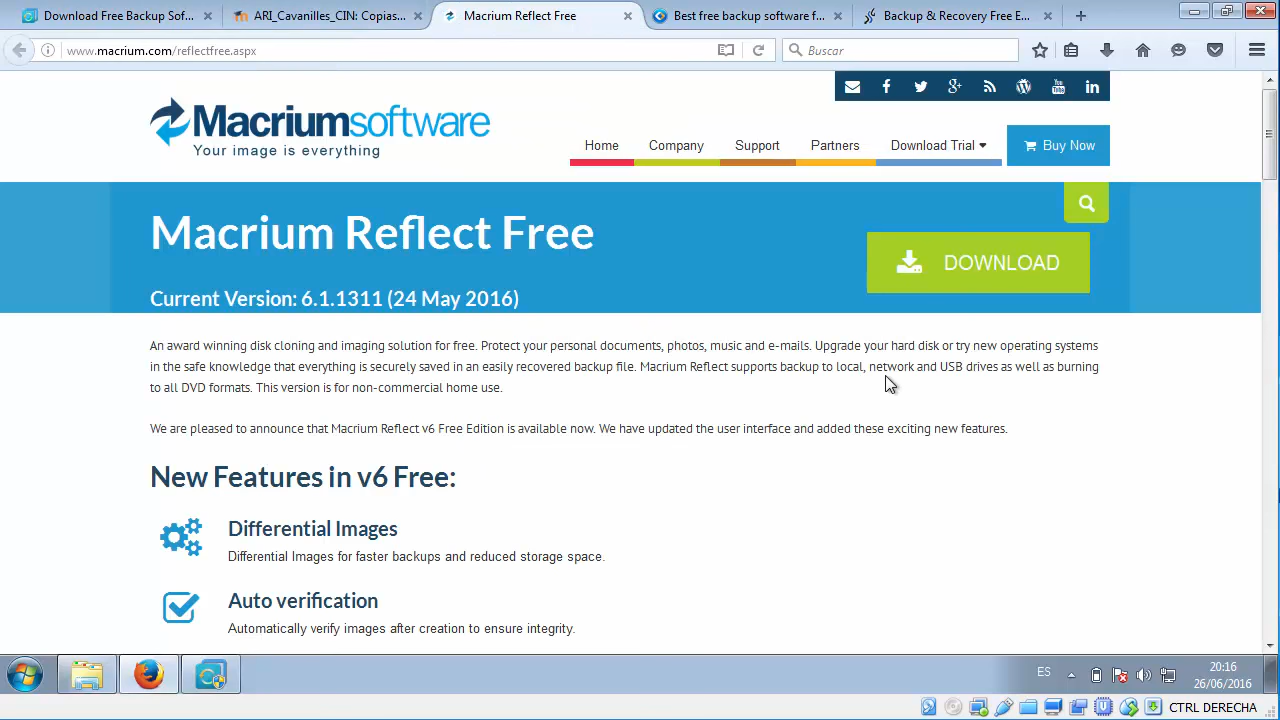 Download Free Backup Sof...
ARI_Cavanilles_CIN: Copias...
Macrium Reflect Free
Best free backup software f...
Backup & Recovery Free E...
www.macrium.com/reflectfree.aspx
Buscar
Macriumsoftware
Your image is everything
Home
Company
Support
Partners
Download Trial
Buy Now
Macrium Reflect Free
DOWNLOAD
Current Version: 6.1.1311 (24 May 2016)
An award winning disk cloning and imaging solution for free. Protect your personal documents, photos, music and e-mails. Upgrade your hard disk or try new operating systems
in the safe knowledge that everything is securely saved in an easily recovered backup file. Macrium Reflect supports backup to local, network and USB drives as well as burning
to all DVD formats. This version is for non-commercial home use.
We are pleased to announce that Macrium Reflect v6 Free Edition is available now. We have updated the user interface and added these exciting new features.
New Features in v6 Free:
Differential Images
Differential Images for faster backups and reduced storage space.
Auto verification
Automatically verify images after creation to ensure integrity.
ES
20:16
26/06/2016
CTRL DERECHA